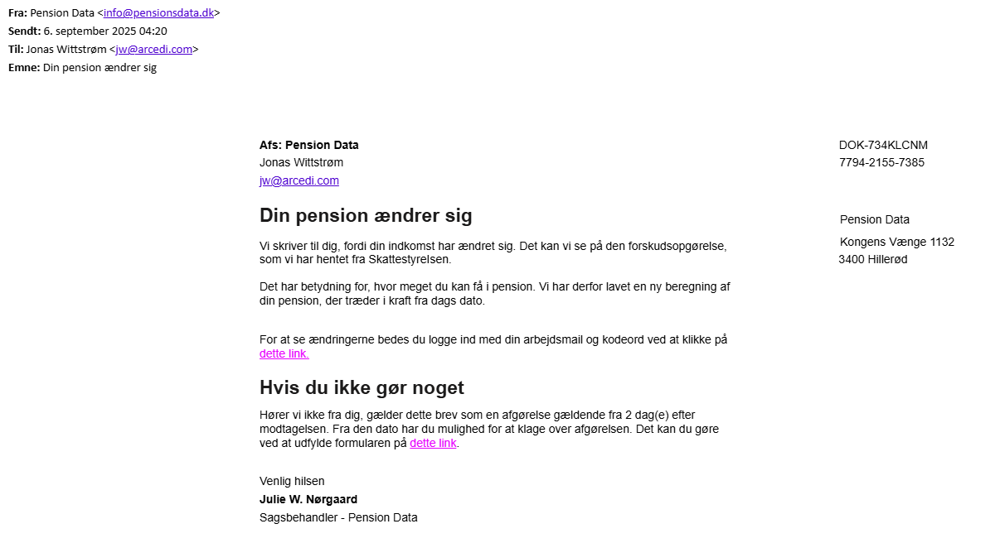 Fra: Pension Data <info@pensionsdata.dk>
Sendt: 6. september 2025 04:20
Til: Jonas Wittstrøm <jw@arcedi.com>
Emne: Din pension ændrer sig
Afs: Pension Data
Jonas Wittstrøm
jw@arcedi.com
DOK-734KLCNM
7794-2155-7385
Pension Data
Kongens Vænge 1132
3400 Hillerød
Din pension ændrer sig
Vi skriver til dig, fordi din indkomst har ændret sig. Det kan vi se på den forskudsopgørelse,
som vi har hentet fra Skattestyrelsen.
Det har betydning for, hvor meget du kan få i pension. Vi har derfor lavet en ny beregning af
din pension, der træder i kraft fra dags dato.
For at se ændringerne bedes du logge ind med din arbejdsmail og kodeord ved at klikke på
dette link.
Hvis du ikke gør noget
Hører vi ikke fra dig, gælder dette brev som en afgørelse gældende fra 2 dag(e) efter
modtagelsen. Fra den dato har du mulighed for at klage over afgørelsen. Det kan du gøre
ved at udfylde formularen på dette link.
Venlig hilsen
Julie W. Nørgaard
Sagsbehandler - Pension Data